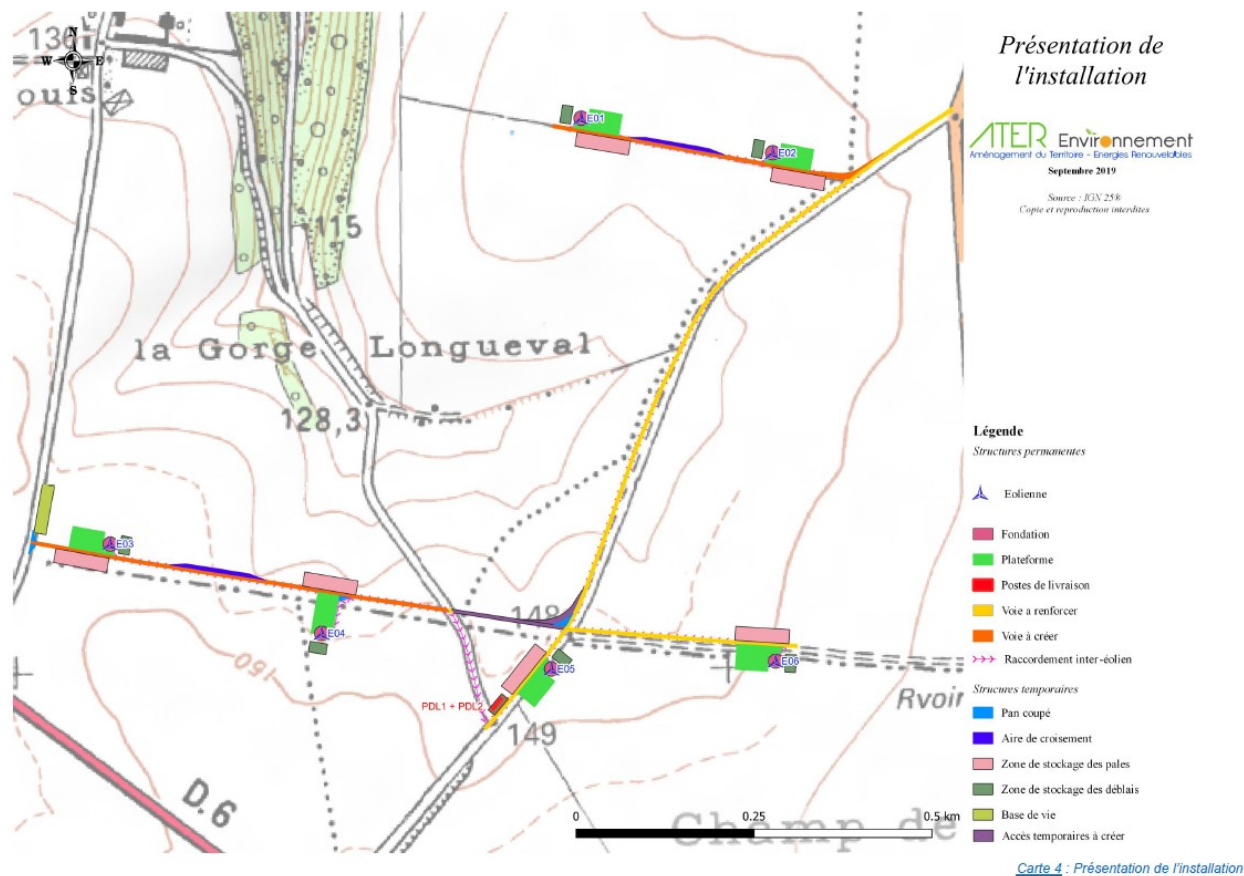 Présentation de
l'installation
ATER Environnement
Aménagement du Territoire - Energies Renouvelables
Septembre 2019
Source : IGN 25®
Copie et reproduction interdites
N
W E
S
130
ouis
E01
E02
115
la Gorge Longueval
128,3
E03
E04
148
E05
E06
150
PDL1 + PDL2
149
Rvoir
D.6
Champ de
0 0.25 0.5 km
Légende
Structures permanentes
Eolienne
Fondation
Plateforme
Postes de livraison
Voie a renforcer
Voie à créer
Raccordement inter-éolien
Strucures temporaires
Pan coupé
Aire de croisement
Zone de stockage des pales
Zone de stockage des déblais
Base de vie
Accès temporaires à créer
Carte 4 : Présentation de l'installation